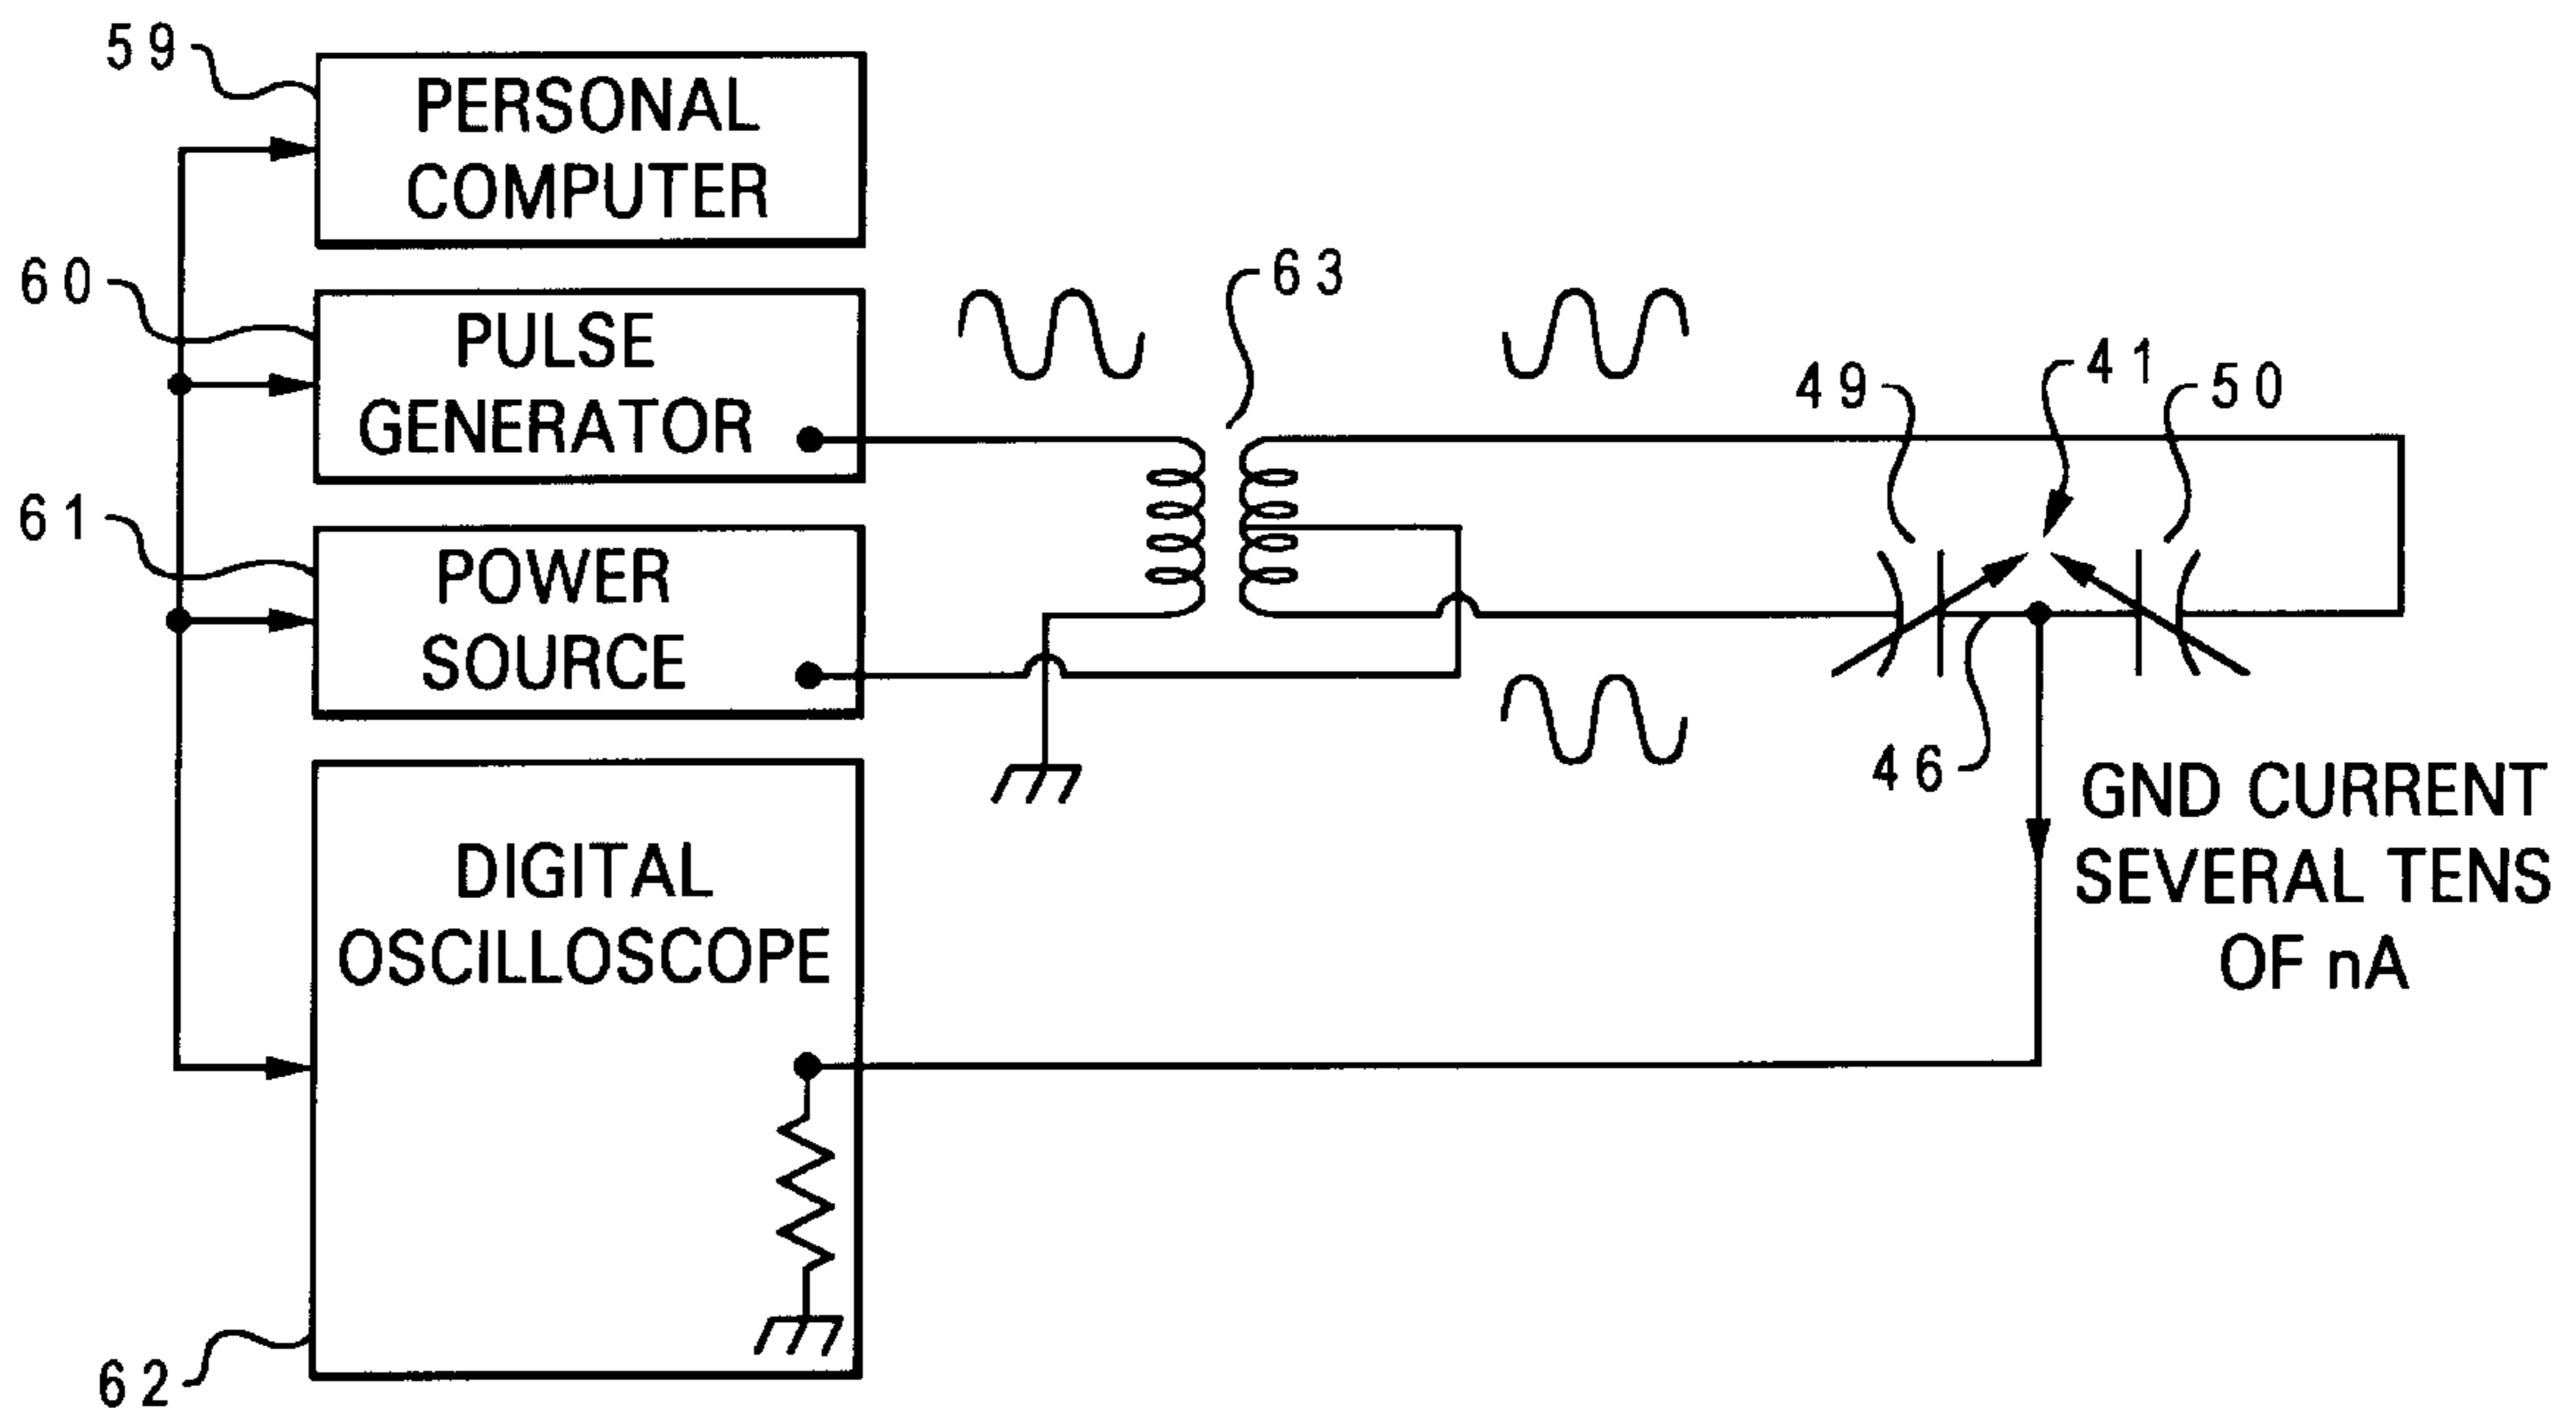 59
PERSONAL
COMPUTER
60
PULSE
GENERATOR
61
POWER
SOURCE
DIGITAL
OSCILLOSCOPE
62
63
49
41
50
46
GND CURRENT
SEVERAL TENS
OF nA